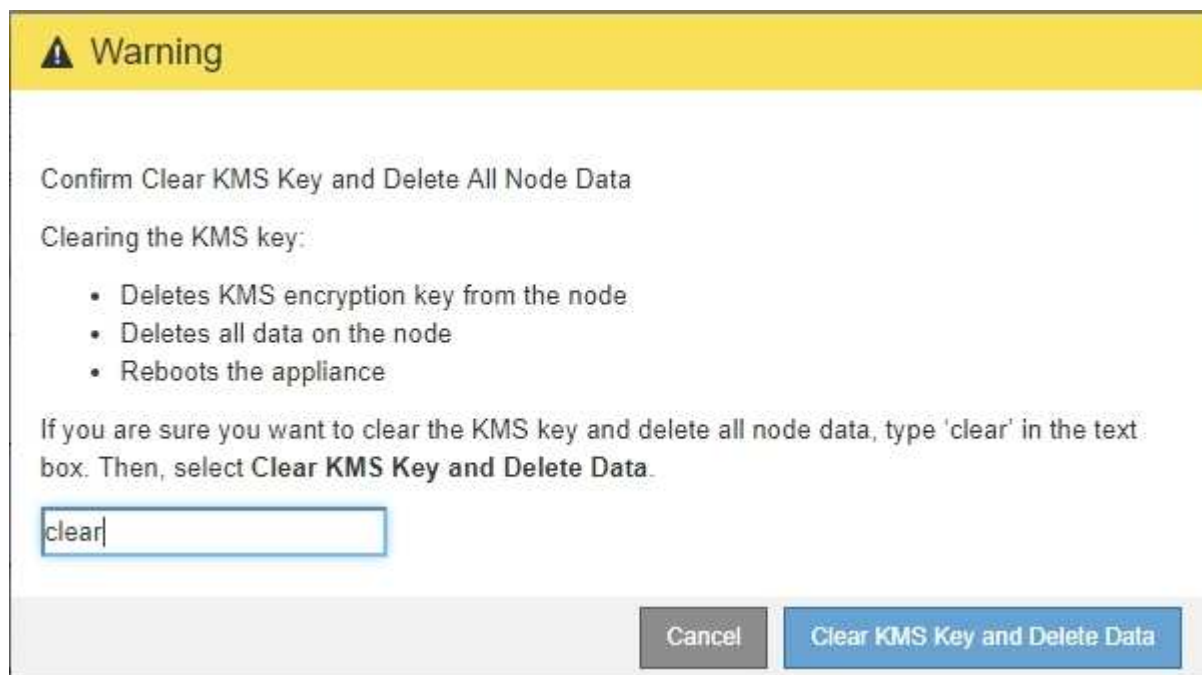 Warning
Confirm Clear KMS Key and Delete All Node Data
Clearing the KMS key:
• Deletes KMS encryption key from the node
• Deletes all data on the node
• Reboots the appliance
If you are sure you want to clear the KMS key and delete all node data, type ‘clear’ in the text
box. Then, select Clear KMS Key and Delete Data.
clear
Cancel
Clear KMS Key and Delete Data